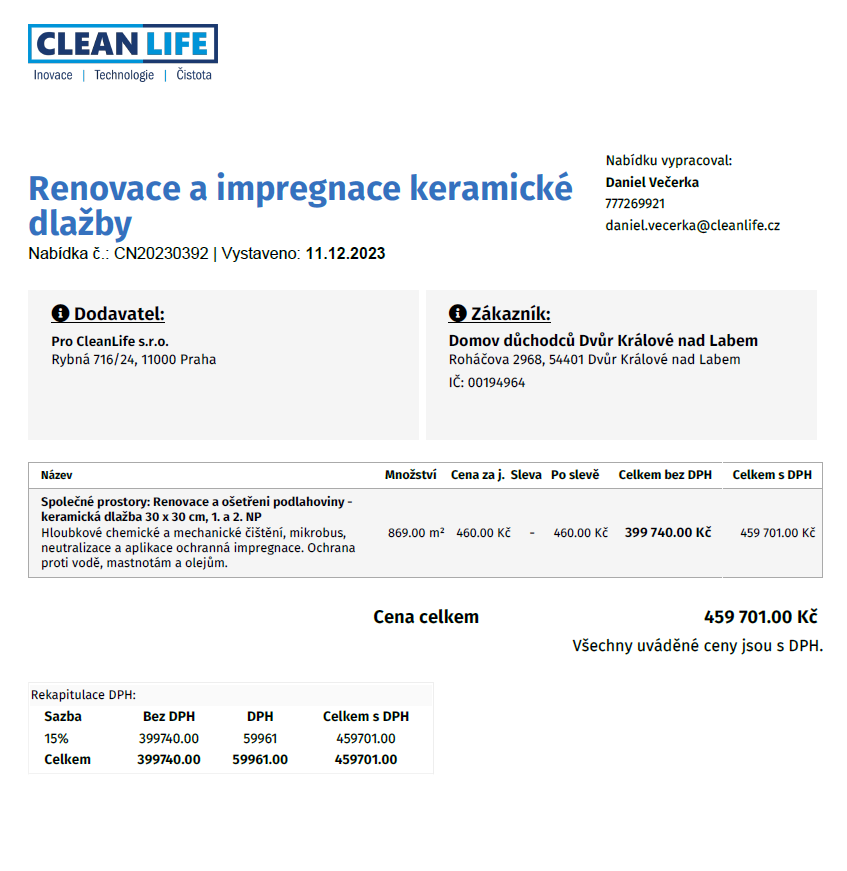 CLEAN LIFE
Inovace | Technologie | Čistota
Nabídku vypracoval:
Daniel Večerka
777269921
daniel.vecerka@cleanlife.cz
Renovace a impregnace keramické
dlažby
Nabídka č.: CN20230392 | Vystaveno: 11.12.2023
Dodavatel:
Pro CleanLife s.r.o.
Rybná 716/24, 11000 Praha
Zákazník:
Domov důchodců Dvůr Králové nad Labem
Roháčova 2968, 54401 Dvůr Králové nad Labem
IČ: 00194964
Název Množství Cena za j. Sleva Po slevě Celkem bez DPH Celkem s DPH
Společné prostory: Renovace a ošetřeni podlahoviny -
keramická dlažba 30 x 30 cm, 1. a 2. NP
Hloubkové chemické a mechanické čištění, mikrobus, 869.00 m² 460.00 Kč - 460.00 Kč 399 740.00 Kč 459 701.00 Kč
neutralizace a aplikace ochranná impregnace. Ochrana
proti vodě, mastnotám a olejům.
Cena celkem 459 701.00 Kč
Všechny uváděné ceny jsou s DPH.
Rekapitulace DPH:
Sazba Bez DPH DPH Celkem s DPH
15% 399740.00 59961 459701.00
Celkem 399740.00 59961.00 459701.00